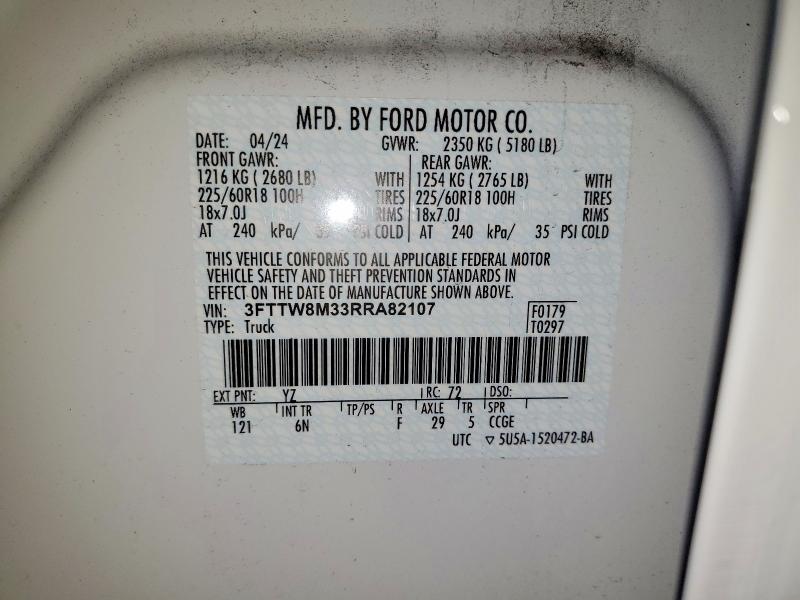 MFD. BY FORD MOTOR CO.
DATE: 04/24 GVWR: 2350 KG ( 5180 LB)
FRONT GAWR: REAR GAWR:
1216 KG ( 2680 LB) WITH 1254 KG ( 2765 LB) WITH
225/60R18 100H TIRES 225/60R18 100H TIRES
18x7.0J RIMS 18x7.0J RIMS
AT 240 kPa/ 35 PSI COLD AT 240 kPa/ 35 PSI COLD
THIS VEHICLE CONFORMS TO ALL APPLICABLE FEDERAL MOTOR
VEHICLE SAFETY AND THEFT PREVENTION STANDARDS IN
EFFECT ON THE DATE OF MANUFACTURE SHOWN ABOVE.
VIN: 3FTTW8M33RRA82107 F0179
TYPE: Truck T0297
EXT PNT: YZ RC: 72 DSO:
WB INT TR TP/PS R AXLE TR SPR
121 6N F 29 5 CCGE
UTC ▽ 5U5A-1520472-BA